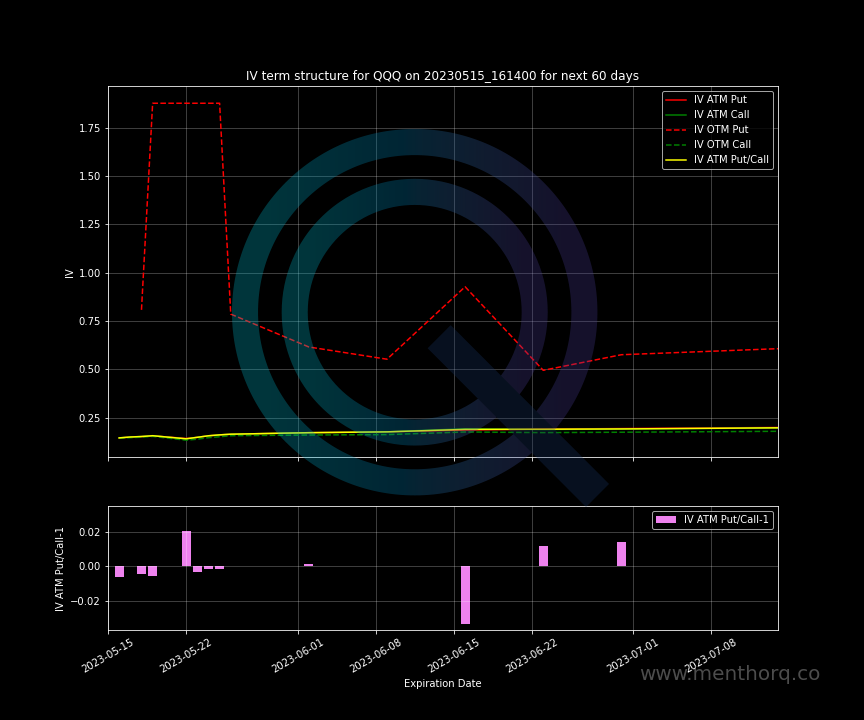 IV term structure for QQQ on 20230515_161400 for next 60 days
IV ATM Put
IV ATM Call
IV OTM Put
IV OTM Call
IV ATM Put/Call
1.75
1.50
1.25
1.00
0.75
0.50
0.25
IV
IV ATM Put/Call-1
0.02
0.00
−0.02
IV ATM Put/Call-1
2023-05-15
2023-05-22
2023-06-01
2023-06-08
2023-06-15
2023-06-22
2023-07-01
2023-07-08
Expiration Date
www.menthorq.co